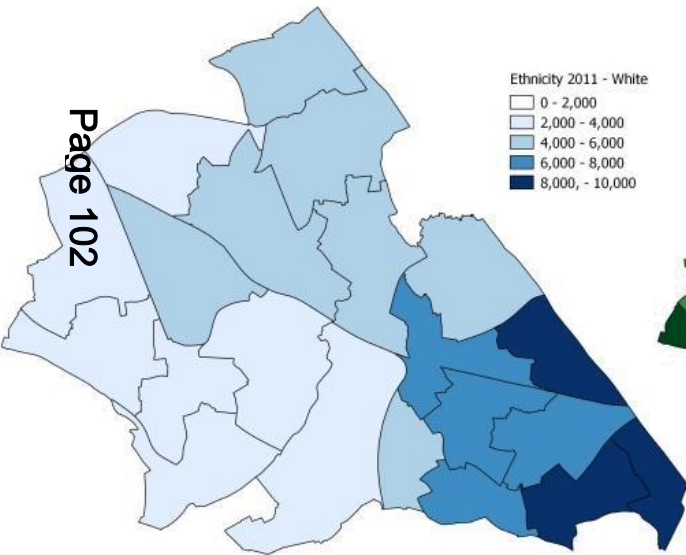 Page 102
Ethnicity 2011 - White
0 - 2,000
2,000 - 4,000
4,000 - 6,000
6,000 - 8,000
8,000, - 10,000